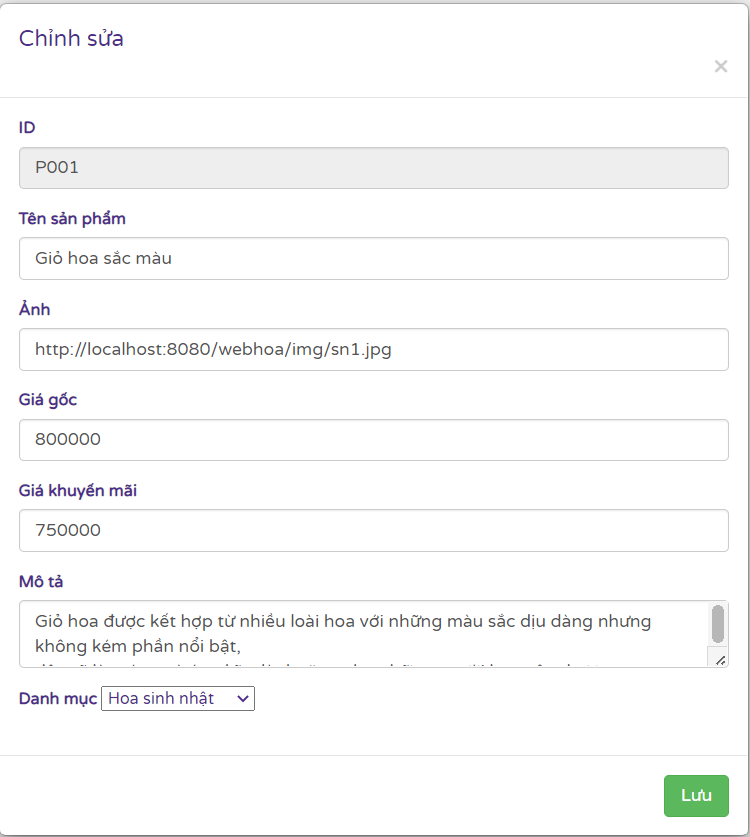 Chỉnh sửa
×
ID
P001
Tên sản phẩm
Giỏ hoa sắc màu
Ảnh
http://localhost:8080/webhoa/img/sn1.jpg
Giá gốc
800000
Giá khuyến mãi
750000
Mô tả
Giỏ hoa được kết hợp từ nhiều loài hoa với những màu sắc dịu dàng nhưng
không kém phần nổi bật,
Danh mục Hoa sinh nhật
Lưu